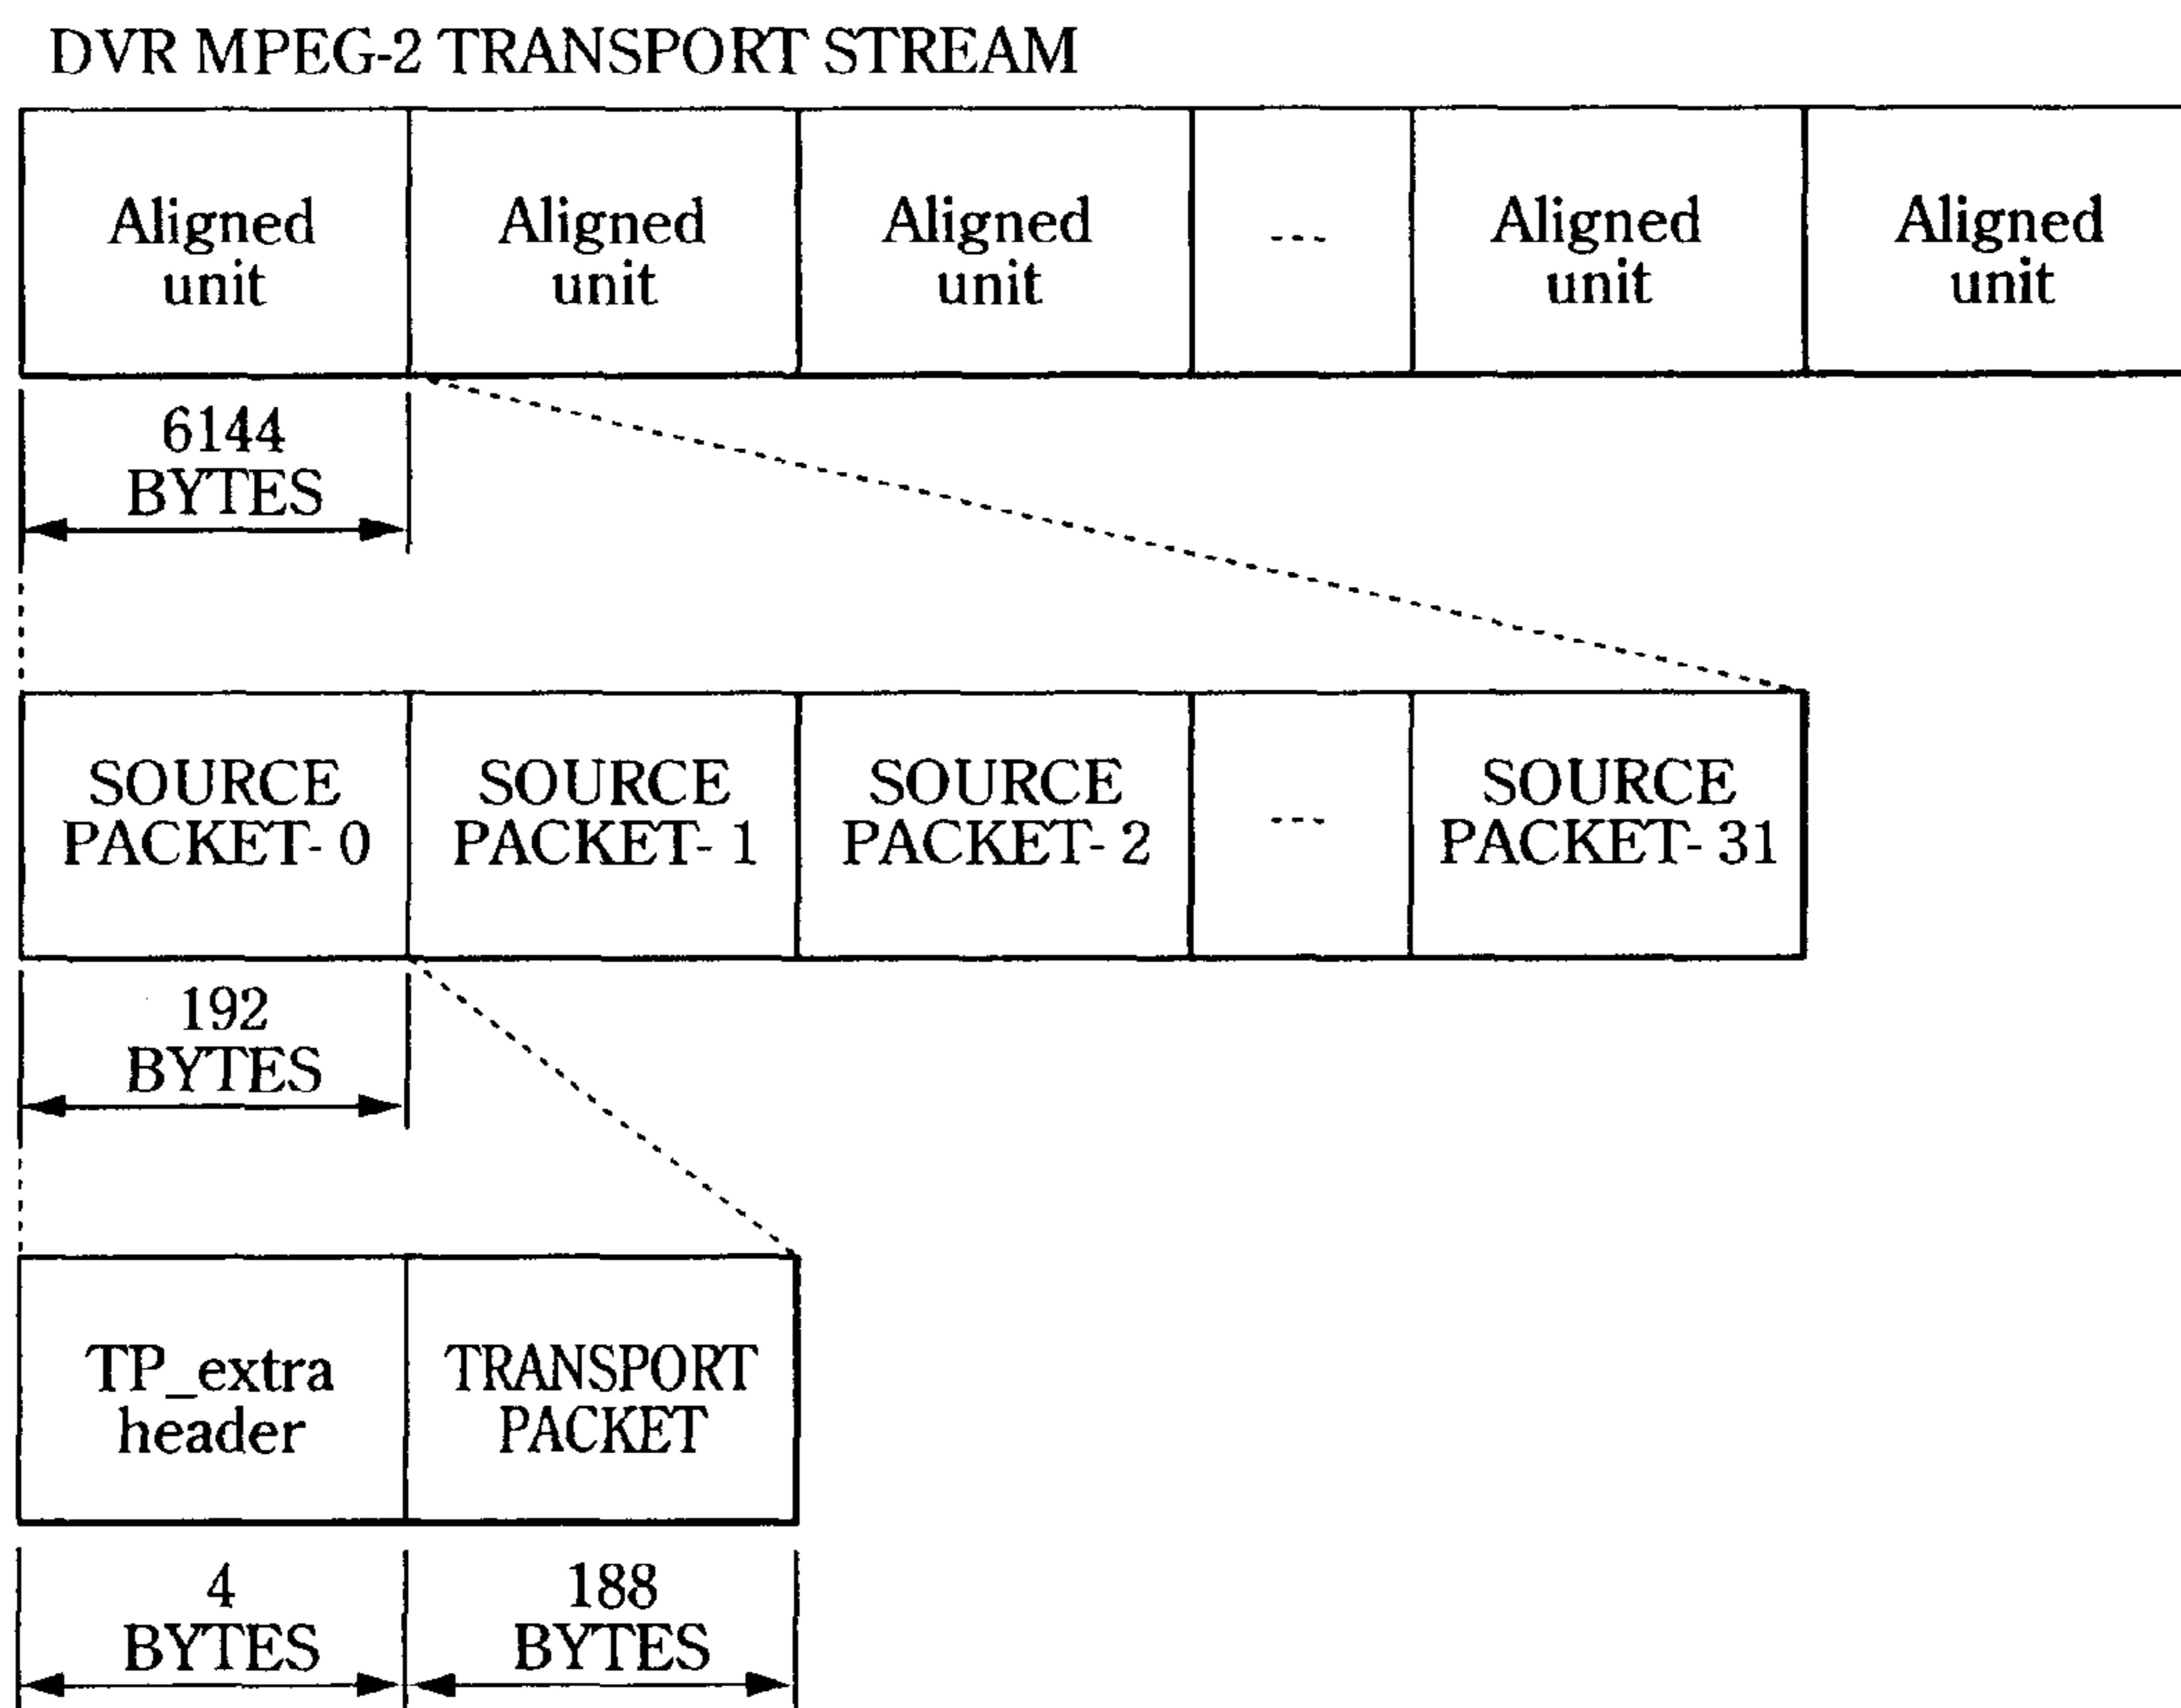 DVR MPEG-2 TRANSPORT STREAM
Aligned
unit
Aligned
unit
Aligned
unit
---
Aligned
unit
Aligned
unit
6144
BYTES
SOURCE
PACKET- 0
SOURCE
PACKET- 1
SOURCE
PACKET- 2
---
SOURCE
PACKET- 31
192
BYTES
TP_extra
header
TRANSPORT
PACKET
4
BYTES
188
BYTES